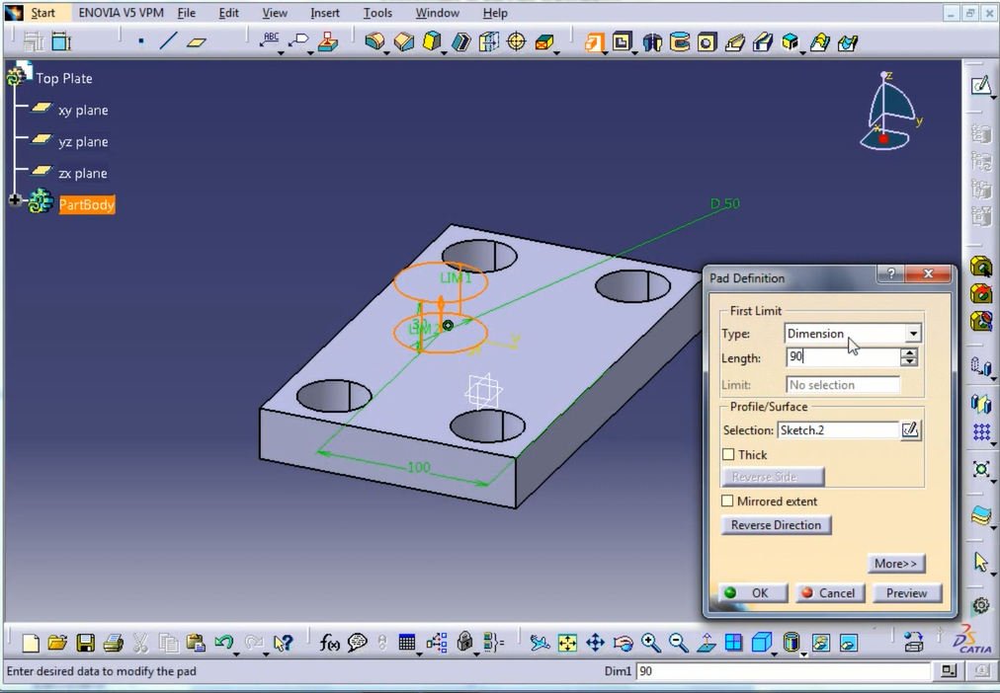 Start ENOVIA V5 VPM File Edit View Insert Tools Window Help
ABC
Top Plate
xy plane
yz plane
zx plane
PartBody
z
y
x
D 50
LIM1
30
LIM2
100
Pad Definition
First Limit
Type: Dimension
Length: 90
Limit: No selection
Profile/Surface
Selection: Sketch.2
Thick
Reverse Side
Mirrored extent
Reverse Direction
More>>
OK Cancel Preview
f(x)
CATIA
Enter desired data to modify the pad Dim1 90